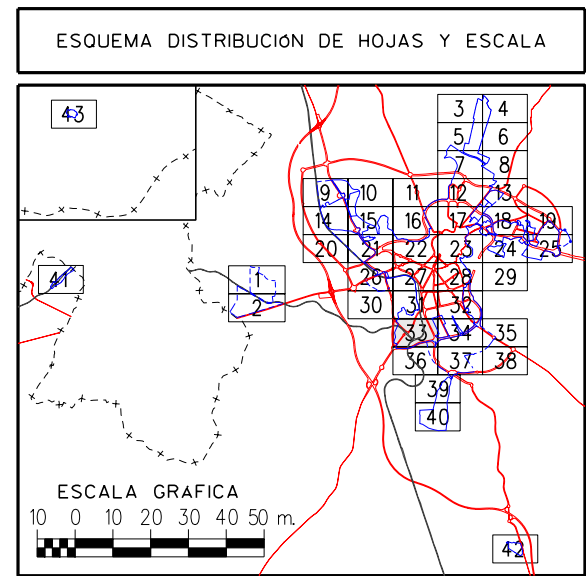 ESQUEMA DISTRIBUCIóN DE HOJAS Y ESCALA
43
3 4
5 6
7 8
9 10 11 12 13
14 15 16 17 18 19
20 21 22 23 24 25
41 1 26 27 28 29
2 30 31 32
33 34 35
36 37 38
39
40
ESCALA GRÁFICA
10 0 10 20 30 40 50 m.
42